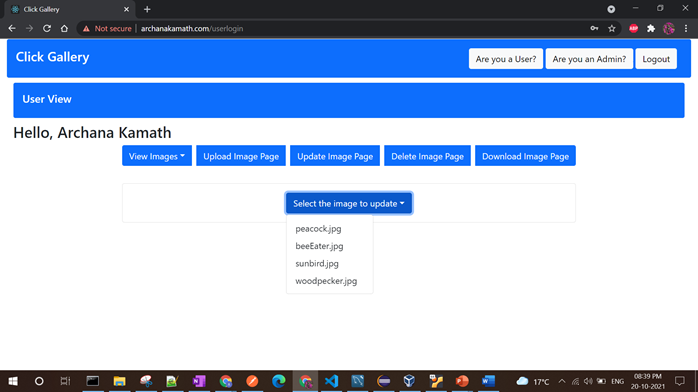 Click Gallery
Not secure | archanakamath.com/userlogin
ABP
Click Gallery
Are you a User? Are you an Admin? Logout
User View
Hello, Archana Kamath
View Images Upload Image Page Update Image Page Delete Image Page Download Image Page
Select the image to update
peacock.jpg
beeEater.jpg
sunbird.jpg
woodpecker.jpg
17°C ENG 08:39 PM
20-10-2021